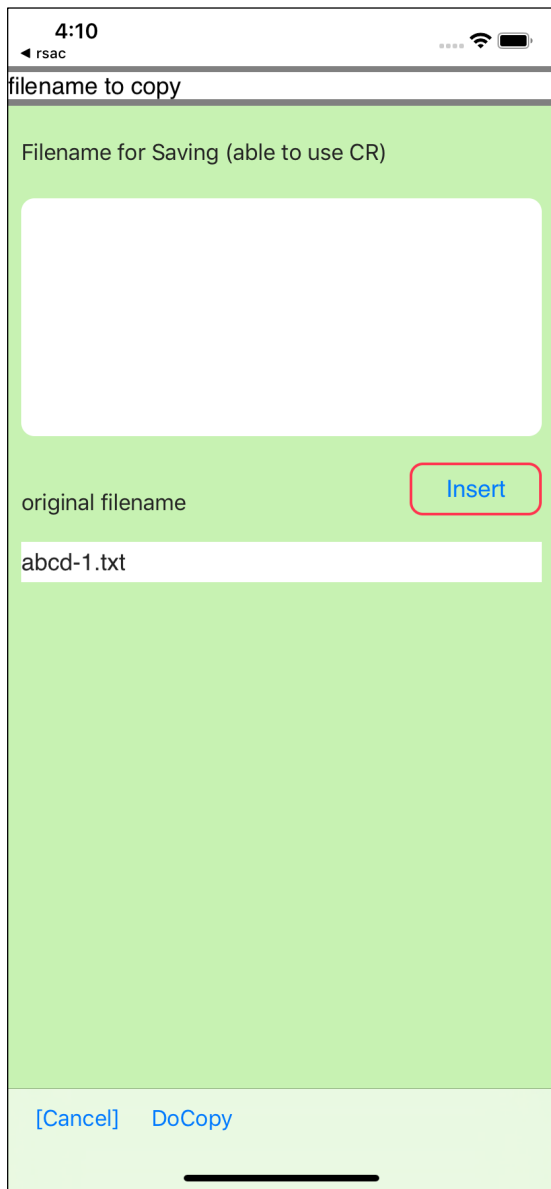 4:10
◀ rsac
filename to copy
Filename for Saving (able to use CR)
Insert
original filename
abcd-1.txt
[Cancel] DoCopy